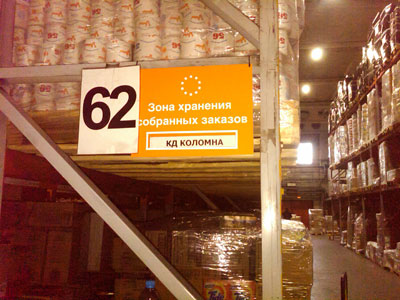 62
Зона хранения
собранных заказов
КД КОЛОМНА